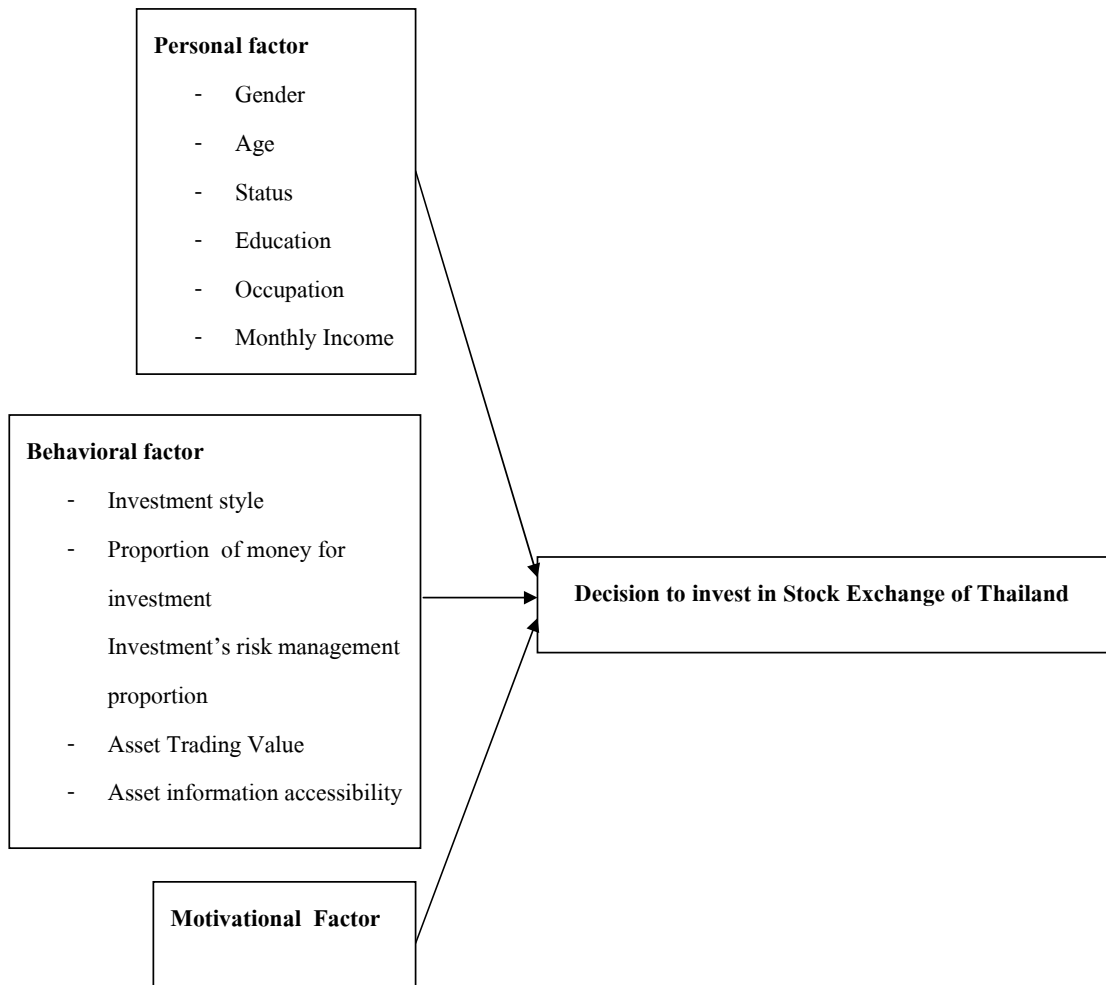 Personal factor
- Gender
- Age
- Status
- Education
- Occupation
- Monthly Income
Behavioral factor
- Investment style
- Proportion of money for
investment
Investment’s risk management
proportion
- Asset Trading Value
- Asset information accessibility
Decision to invest in Stock Exchange of Thailand
Motivational Factor